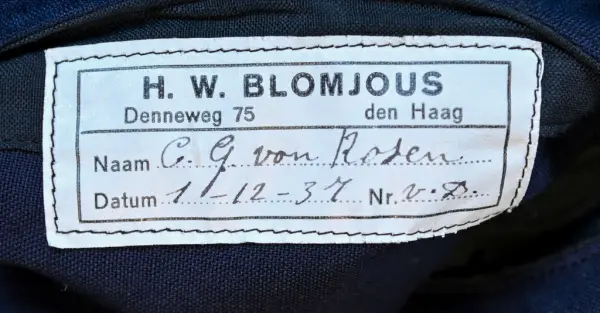 H. W. BLOMJOUS
Denneweg 75 den Haag
Naam C. G. von Rosen
Datum 1-12-37 Nr. v.D.